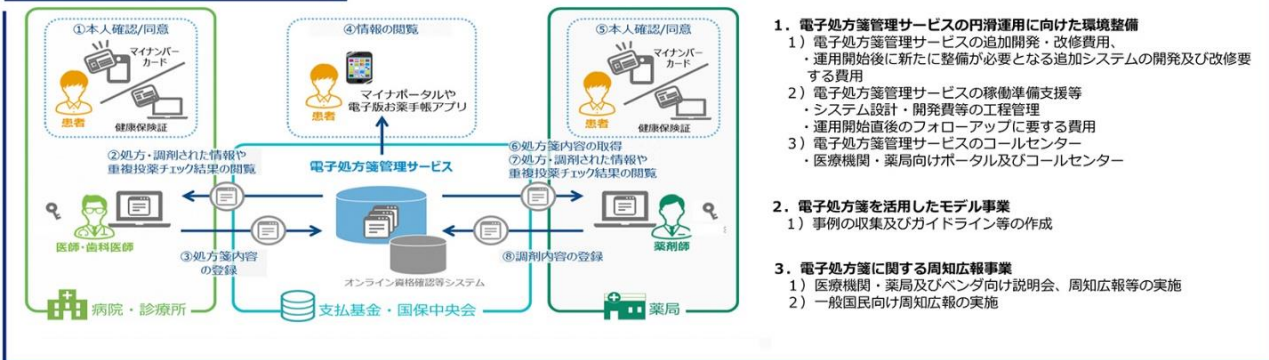 ①本人確認/同意
マイナンバー
カード
患者
健康保険証
②処方・調剤された情報や
重複投薬チェック結果の閲覧
医師・歯科医師
③処方箋内容
の登録
病院・診療所
④情報の閲覧
患者
マイナポータルや
電子版お薬手帳アプリ
電子処方箋管理サービス
オンライン資格確認等システム
支払基金・国保中央会
⑤本人確認/同意
マイナンバー
カード
患者
健康保険証
⑥処方箋内容の取得
⑦処方・調剤された情報や
重複投薬チェック結果の閲覧
薬剤師
⑧調剤内容の登録
薬局
1．電子処方箋管理サービスの円滑運用に向けた環境整備
1）電子処方箋管理サービスの追加開発・改修費用、
・運用開始後に新たに整備が必要となる追加システムの開発及び改修要
する費用
2）電子処方箋管理サービスの稼働準備支援等
・システム設計・開発費等の工程管理
・運用開始直後のフォローアップに要する費用
3）電子処方箋管理サービスのコールセンター
・医療機関・薬局向けポータル及びコールセンター
2．電子処方箋を活用したモデル事業
1）事例の収集及びガイドライン等の作成
3．電子処方箋に関する周知広報事業
1）医療機関・薬局及びベンダ向け説明会、周知広報等の実施
2）一般国民向け周知広報の実施